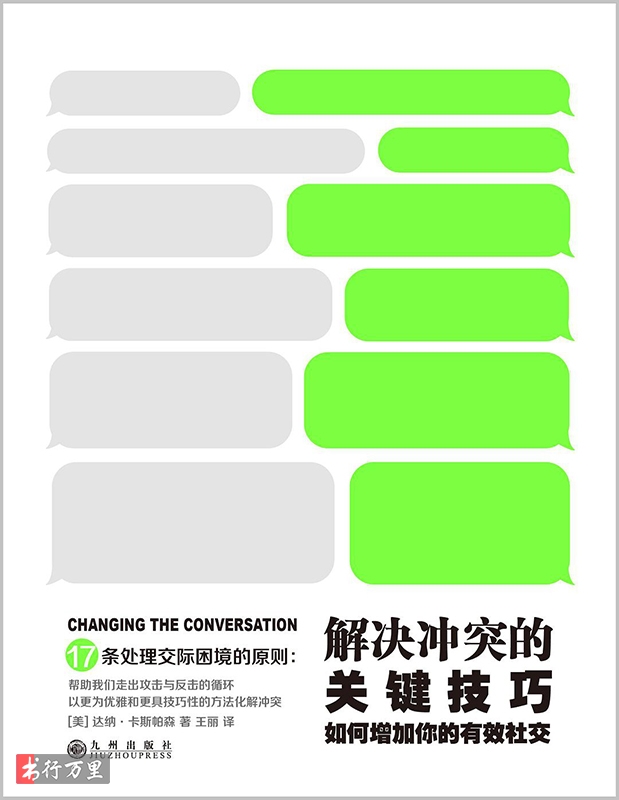 CHANGING THE CONVERSATION
17条处理交际困境的原则：
帮助我们走出攻击与反击的循环
以更为优雅和更具技巧性的方法化解冲突
[美] 达纳·卡斯帕森 著 王丽 译
九州出版社
JIUZHOUPRESS
解决冲突的
关键技巧
如何增加你的有效社交
书行万里